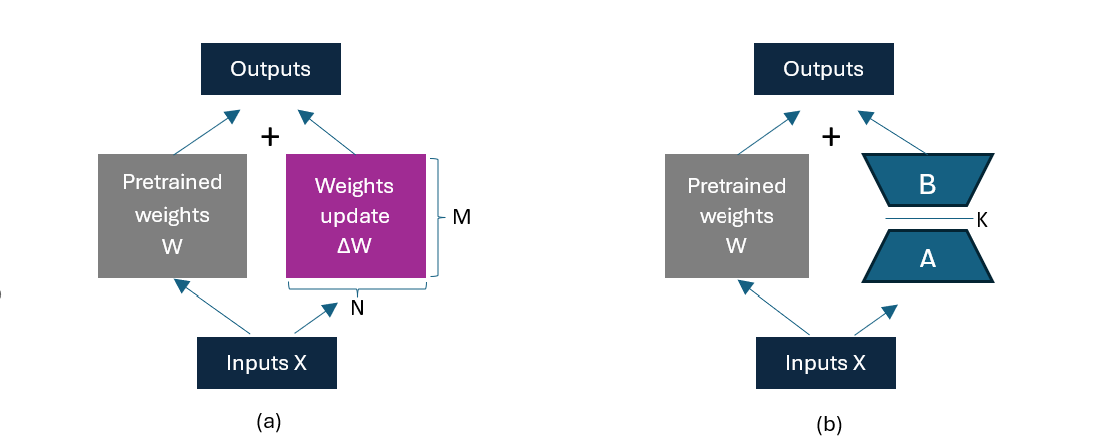 Outputs
+
Pretrained
weights
W
Weights
update
ΔW
M
N
Inputs X
(a)
Outputs
+
Pretrained
weights
W
B
K
A
Inputs X
(b)